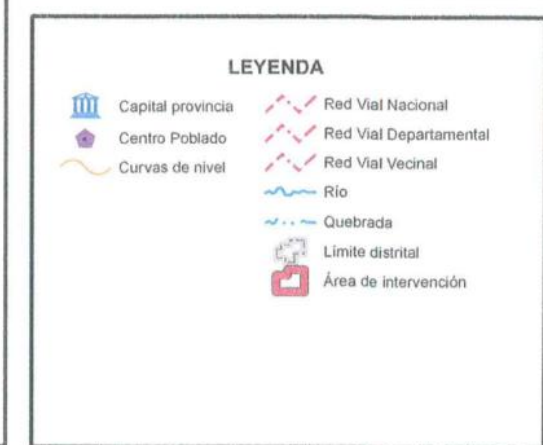 LEYENDA
Capital provincia
Centro Poblado
Curvas de nivel
Red Vial Nacional
Red Vial Departamental
Red Vial Vecinal
Río
Quebrada
Límite distrital
Área de intervención